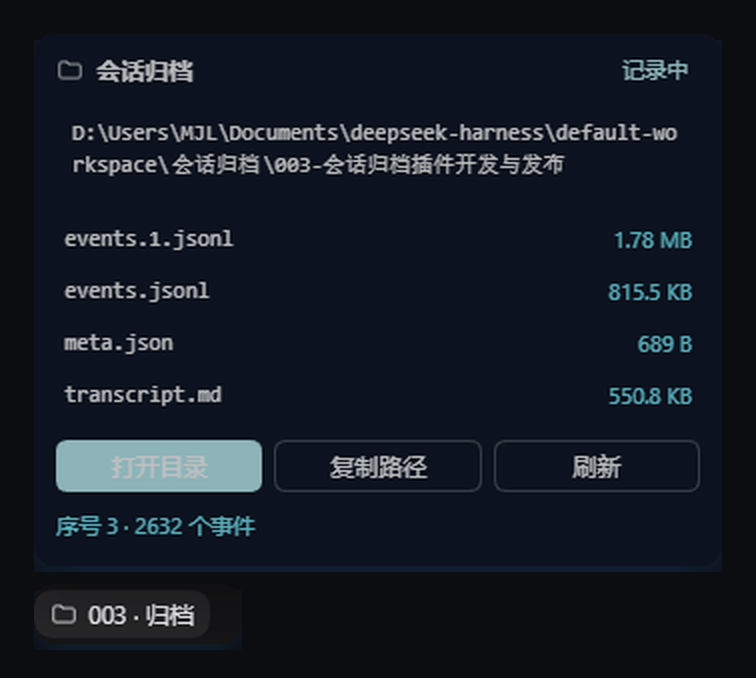 会话归档 记录中
D:\Users\MJL\Documents\deepseek-harness\default-wo
rkspace\会话归档\003-会话归档插件开发与发布
events.1.jsonl 1.78 MB
events.jsonl 815.5 KB
meta.json 689 B
transcript.md 550.8 KB
打开目录 复制路径 刷新
序号 3 · 2632 个事件
003 · 归档